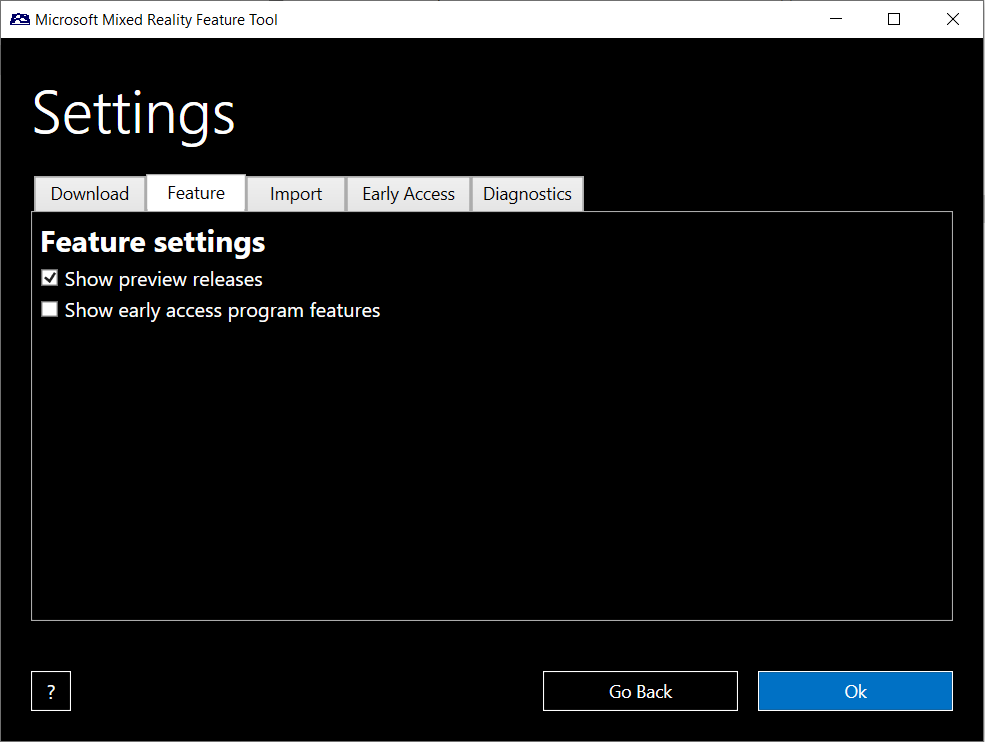 Microsoft Mixed Reality Feature Tool
Settings
Download Feature Import Early Access Diagnostics
Feature settings
Show preview releases
Show early access program features
? Go Back Ok